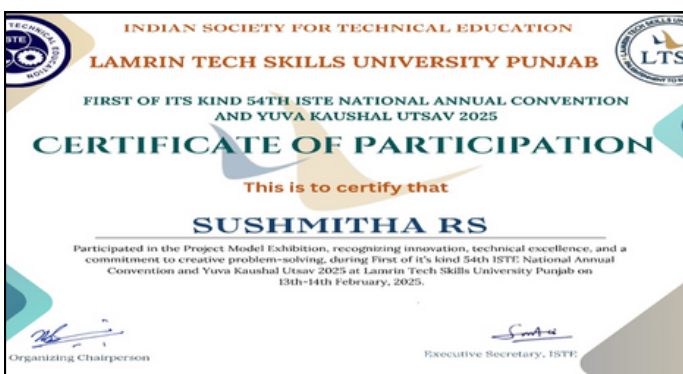 INDIAN SOCIETY FOR TECHNICAL EDUCATION
LAMRIN TECH SKILLS UNIVERSITY PUNJAB
LTS
FIRST OF ITS KIND 54TH ISTE NATIONAL ANNUAL CONVENTION
AND YUVA KAUSHAL UTSAV 2025
CERTIFICATE OF PARTICIPATION
This is to certify that
SUSHMITHA RS
Participated in the Project Model Exhibition, recognizing innovation, technical excellence, and a
commitment to creative problem-solving, during First of it's kind 54th ISTE National Annual
Convention and Yuva Kaushal Utsav 2025 at Lamrin Tech Skills University Punjab on
13th-14th February, 2025.
Organizing Chairperson
Executive Secretary, ISTE